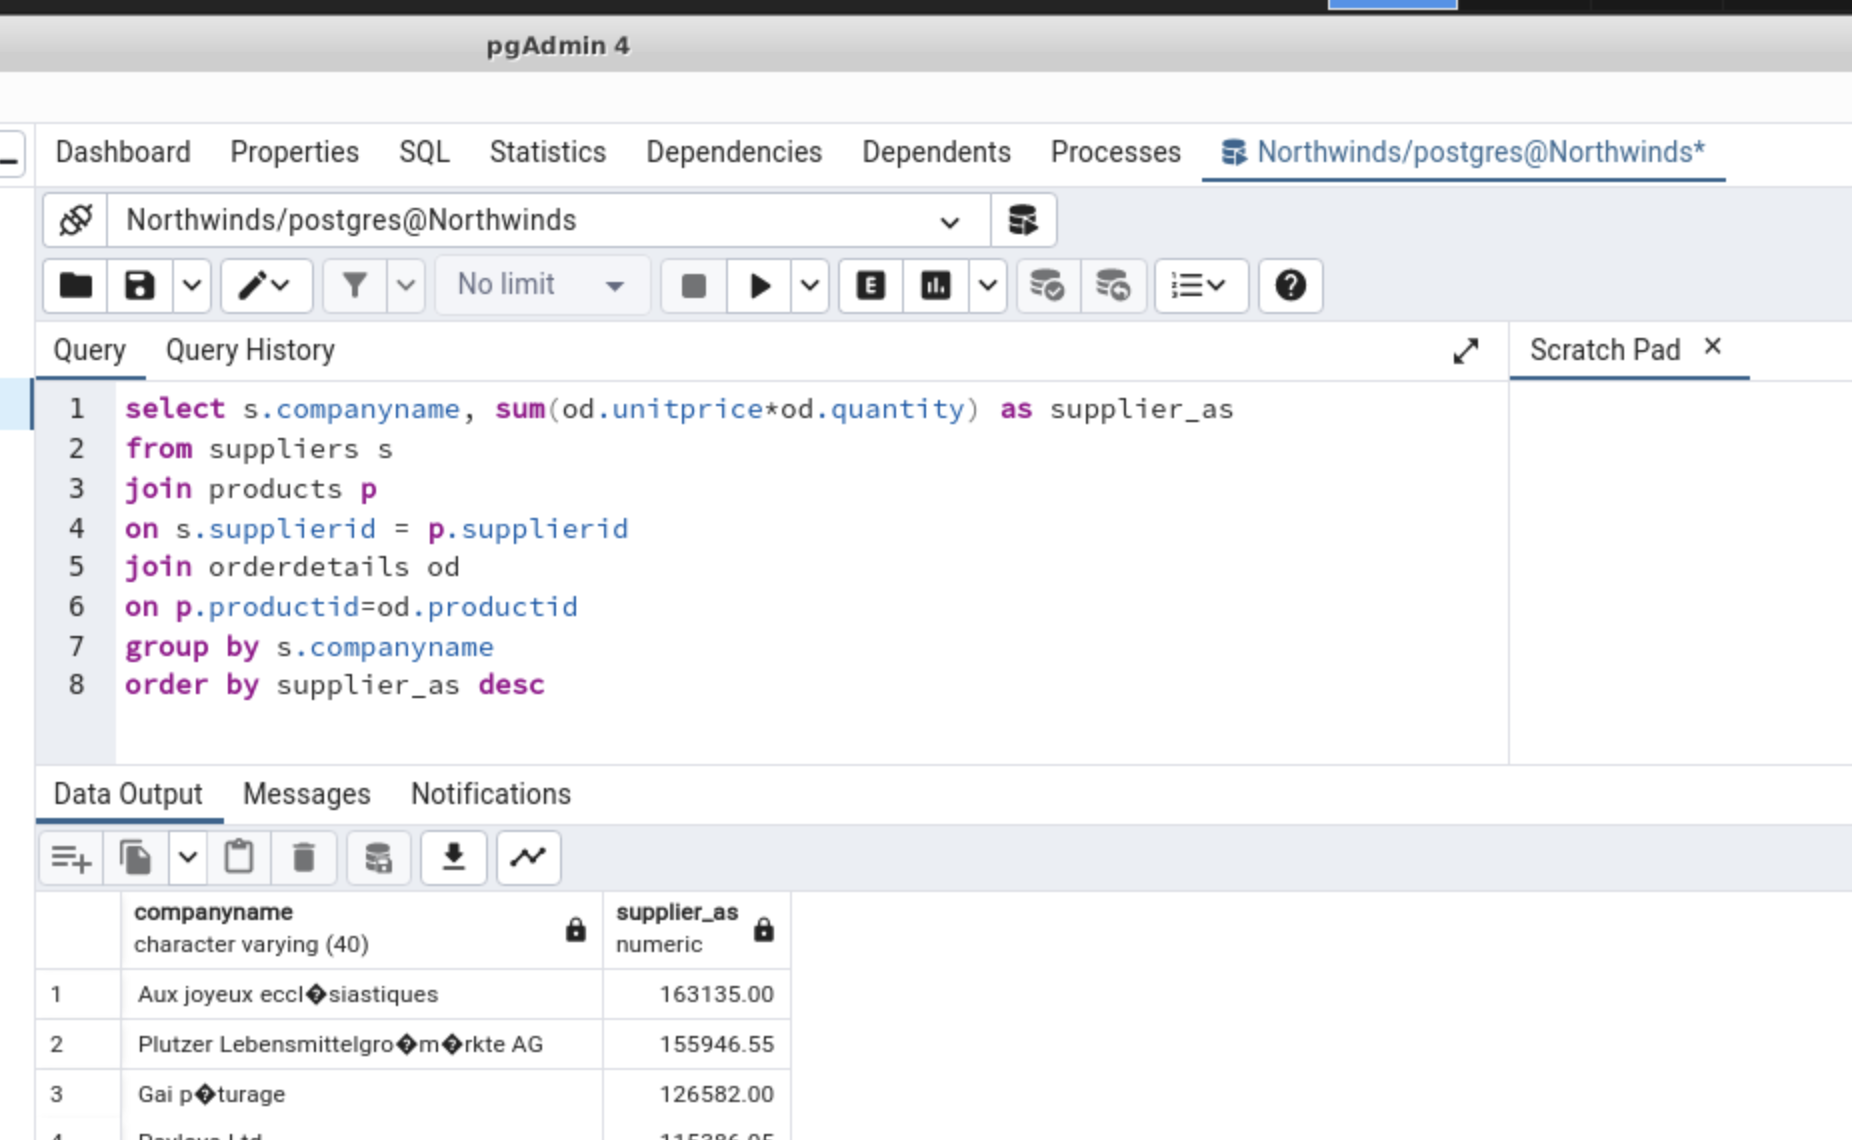 pgAdmin 4
Dashboard Properties SQL Statistics Dependencies Dependents Processes Northwinds/postgres@Northwinds*
Northwinds/postgres@Northwinds
No limit E
Query Query History Scratch Pad
1 select s.companyname, sum(od.unitprice*od.quantity) as supplier_as
2 from suppliers s
3 join products p
4 on s.supplierid = p.supplierid
5 join orderdetails od
6 on p.productid=od.productid
7 group by s.companyname
8 order by supplier_as desc
Data Output Messages Notifications
companyname supplier_as
character varying (40) numeric
1 Aux joyeux eccl�siastiques 163135.00
2 Plutzer Lebensmittelgro�m�rkte AG 155946.55
3 Gai p�turage 126582.00